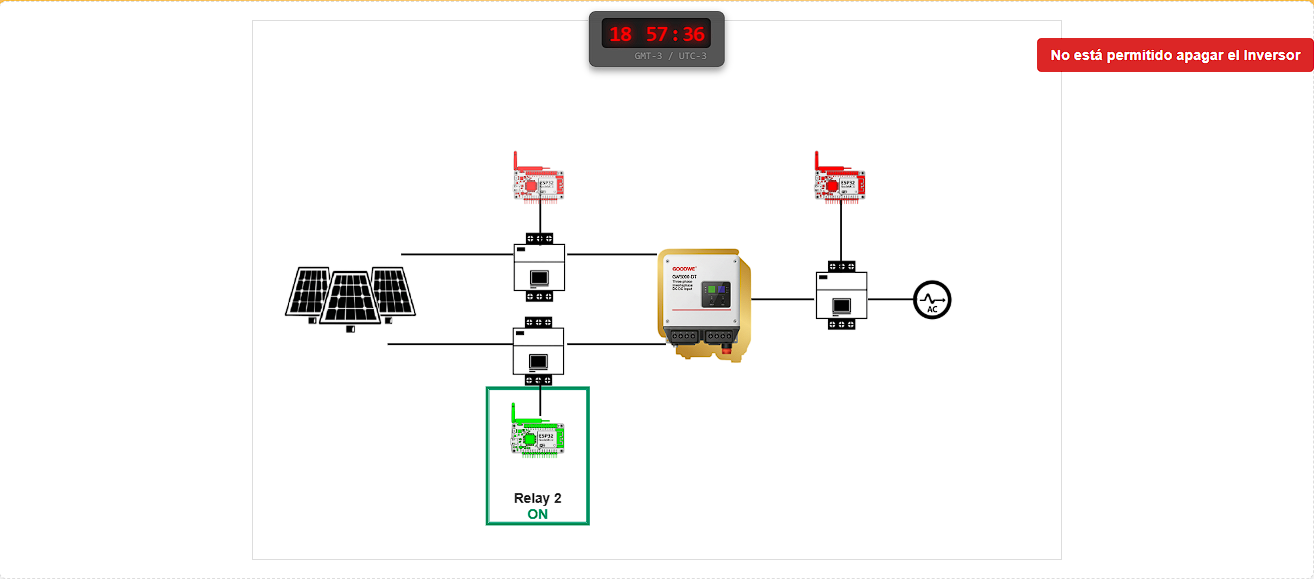 18 57:36
GMT-3 / UTC-3
No está permitido apagar el Inversor
ESP32
ESP32
GOODWE
AC
ESP32
Relay 2
ON